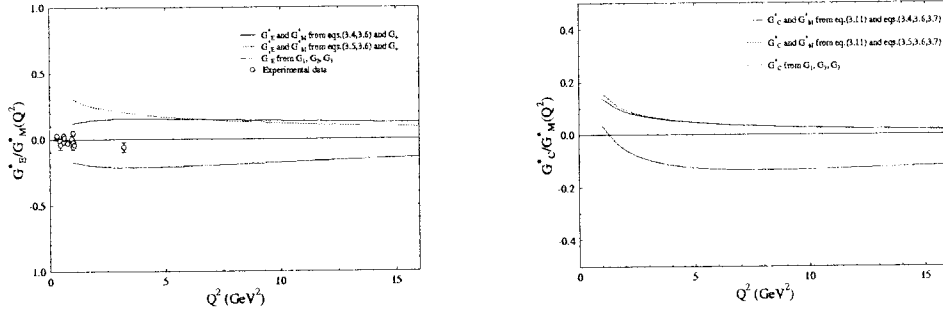 1.0
0.5
0.0
-0.5
1.0
0
5
10
15
G*E/G*M(Q²)
Q² (GeV²)
G*E and G*M from eqs.(3.4,3.6) and
G*E and G*M from eqs.(3.5,3.6) and
G*E from G1, G2, G3
Experimental data
0.4
0.2
0.0
-0.2
-0.4
0
5
10
15
G*C/G*M(Q²)
Q² (GeV²)
G*C and G*M from eq.(3.11) and eqs.(3.4,3.6,3.7)
G*C and G*M from eq.(3.11) and eqs.(3.5,3.6,3.7)
G*C from G1, G2, G3